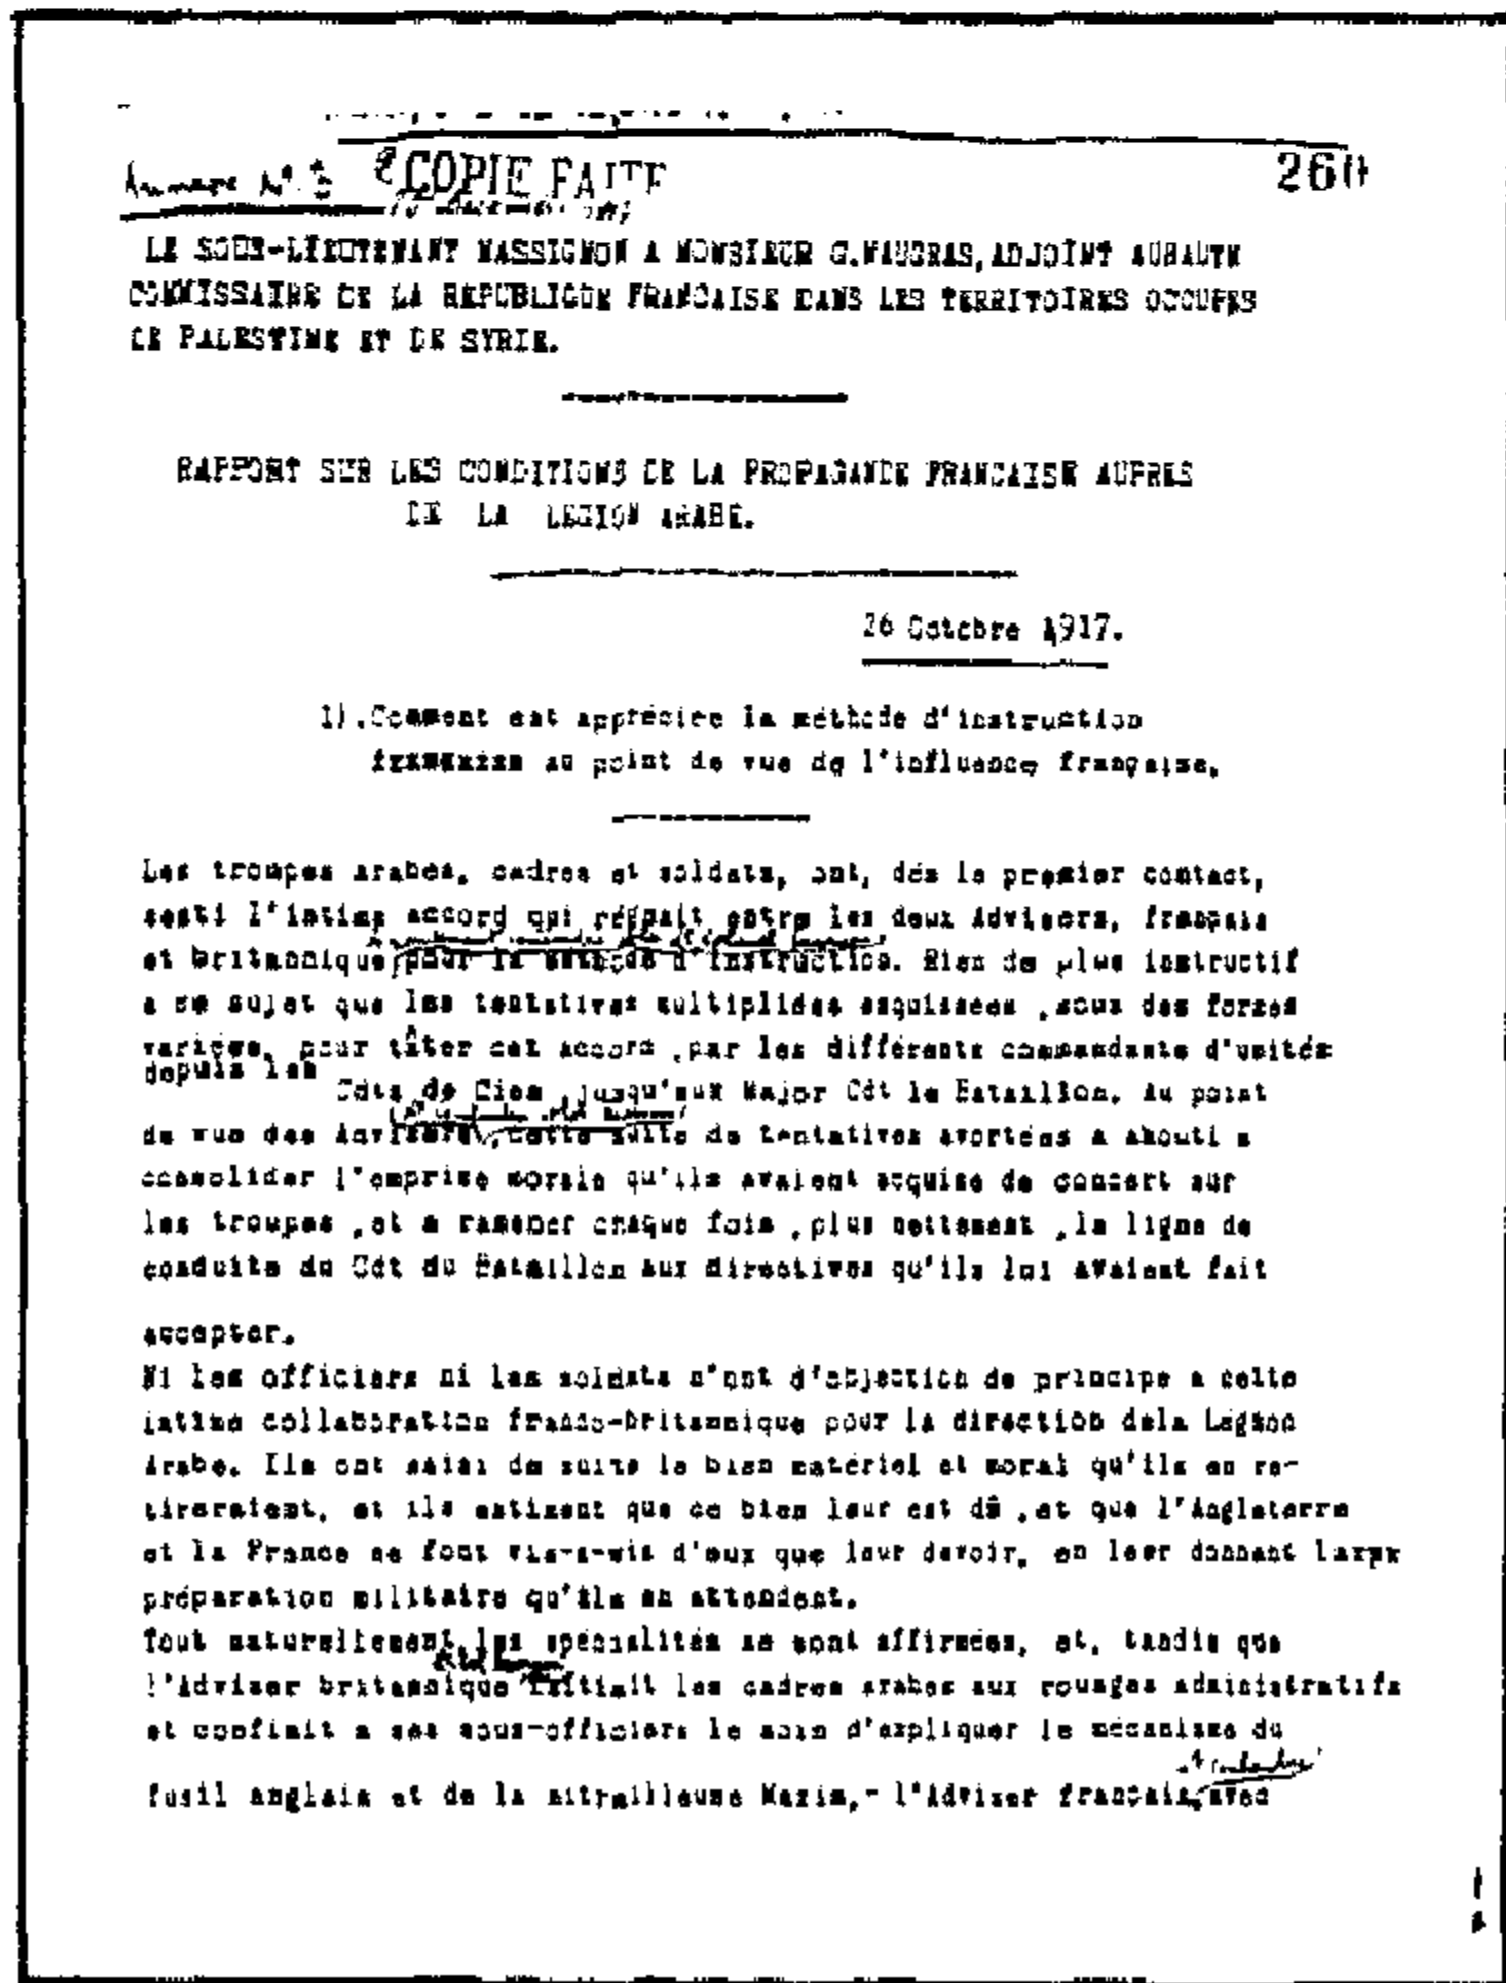 Annexe N°
COPIE FAITE
260
LE SOUS-LIEUTENANT MASSIGNON A MONSIEUR G.MAUGRAS, ADJOINT AUHAUTE
COMMISSAIRE DE LA REPUBLIQUE FRANCAISE DANS LES TERRITOIRES OCCUPES
DE PALESTINE ET DE SYRIE.
RAPPORT SUR LES CONDITIONS DE LA PROPAGANDE FRANCAISE AUPRES
DE LA LEGION ARABE.
26 Octobre 1917.
1).Comment est appréciée la méthode d'instruction
au point de vue de l'influence française.
Les troupes arabes, cadres et soldats, ont, dés le premier contact,
senti l'intime accord qui régnait entre les deux Advisers, français
et britannique, pour la méthode d'instruction. Rien de plus instructif
a ce sujet que les tentatives multipliées esquissées ,sous des formes
variées, pour tâter cet accord ,par les différents commandants d'unités
depuis les
Cdts de Cies ,jusqu'aux Major Cdt le Bataillon. Au point
de vue des Advisers, cette suite de tentatives avortées a abouti a
consolider l'emprise morale qu'ils avaient acquise de concert sur
les troupes ,et a ramener chaque fois ,plus nettement ,la ligne de
conduite du Cdt du Bataillon aux directives qu'ils lui avaient fait
accepter.
Ni les officiers ni les soldats n'ont d'objection de principe a cette
intime collaboration franco-britannique pour la direction dela Legion
Arabe. Ils ont saisi de suite le bien matériel et moral qu'ils en re-
tireraient, et ils estiment que ce bien leur est dû ,et que l'Angleterre
et la France ne font vis-a-vis d'eux que leur devoir, en leur donnant
préparation militaire qu'ils en attendent.
Tout naturellement, les spécialités se sont affirmées, et, tandis que
l'Adviser britannique initiait les cadres arabes aux rouages administratifs
et confiait a ses sous-officiers le soin d'expliquer le mécanisme du
fusil anglais et de la mitrailleuse Maxim,- l'Adviser français, avec